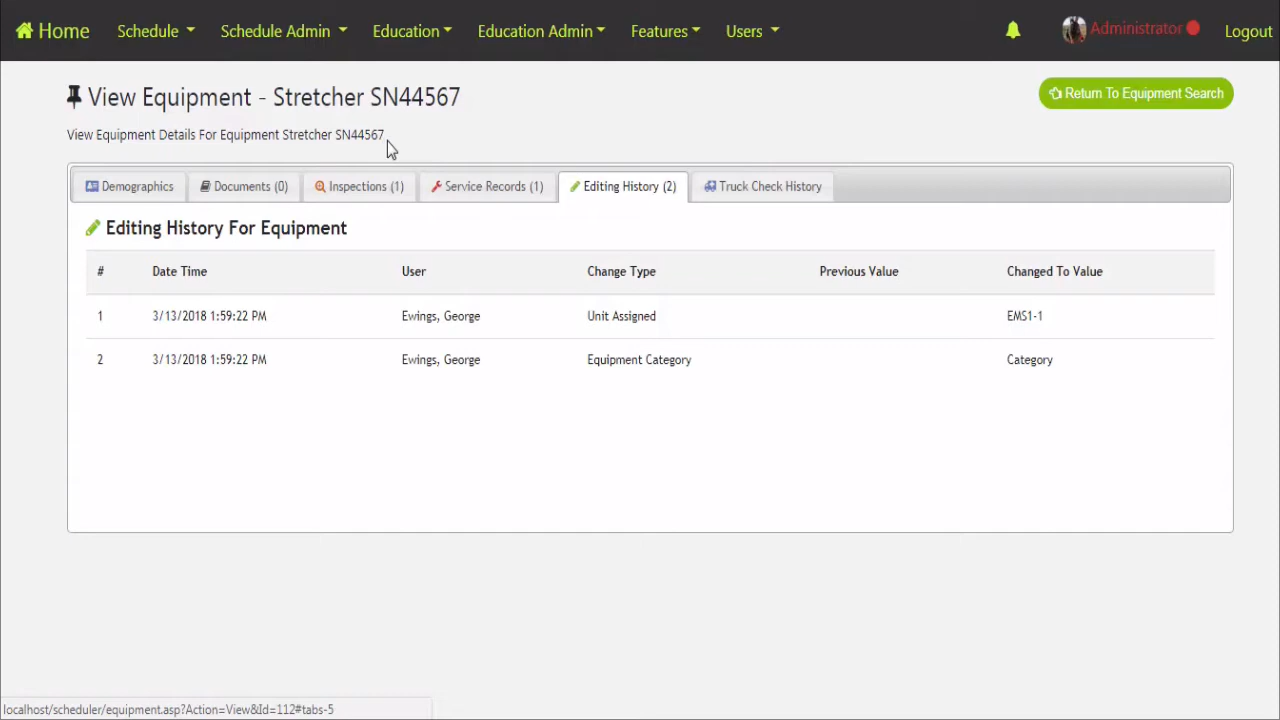 Home Schedule Schedule Admin Education Education Admin Features Users Administrator Logout
View Equipment - Stretcher SN44567
Return To Equipment Search
View Equipment Details For Equipment Stretcher SN44567
Demographics Documents (0) Inspections (1) Service Records (1) Editing History (2) Truck Check History
Editing History For Equipment
# Date Time User Change Type Previous Value Changed To Value
1 3/13/2018 1:59:22 PM Ewings, George Unit Assigned EMS1-1
2 3/13/2018 1:59:22 PM Ewings, George Equipment Category Category
localhost/scheduler/equipment.asp?Action=View&Id=112#tabs-5